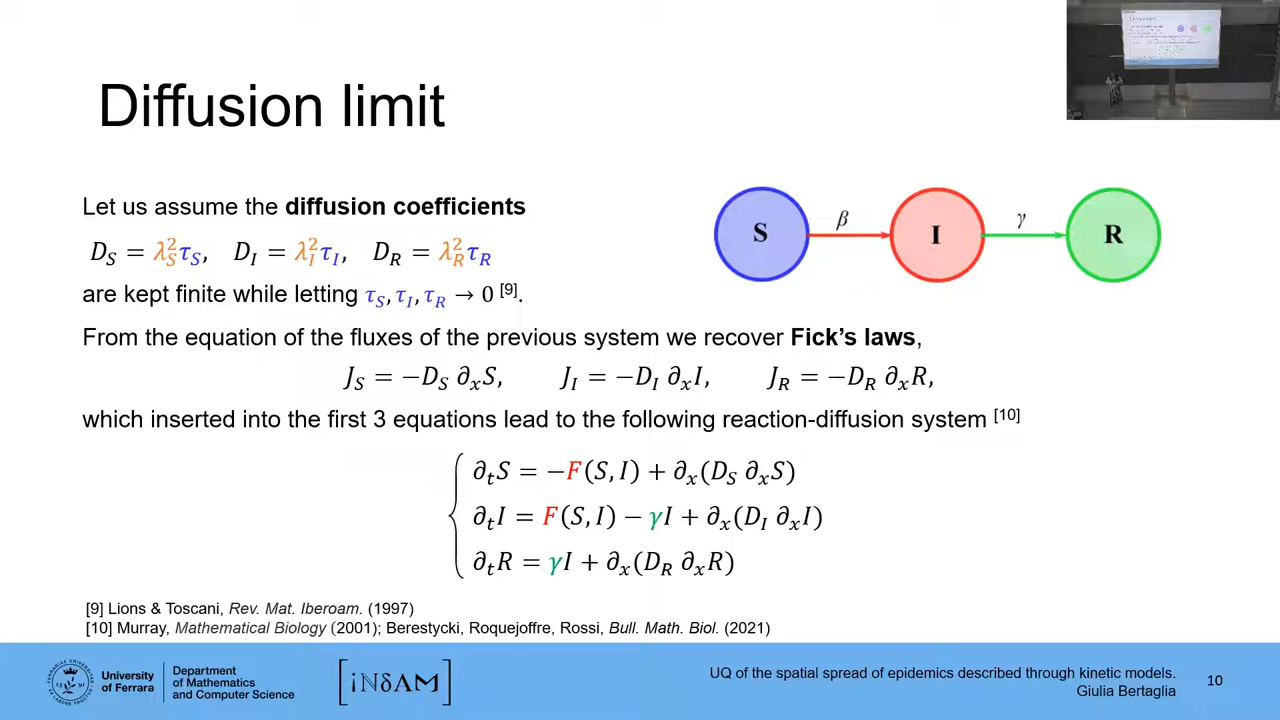 Diffusion limit
Let us assume the diffusion coefficients
D_S = λ_S^2 τ_S, D_I = λ_I^2 τ_I, D_R = λ_R^2 τ_R
are kept finite while letting τ_S, τ_I, τ_R → 0 [9].
S β I γ R
From the equation of the fluxes of the previous system we recover Fick's laws,
J_S = −D_S ∂_x S, J_I = −D_I ∂_x I, J_R = −D_R ∂_x R,
which inserted into the first 3 equations lead to the following reaction-diffusion system [10]
∂_t S = −F(S, I) + ∂_x(D_S ∂_x S)
∂_t I = F(S, I) − γI + ∂_x(D_I ∂_x I)
∂_t R = γI + ∂_x(D_R ∂_x R)
[9] Lions & Toscani, Rev. Mat. Iberoam. (1997)
[10] Murray, Mathematical Biology (2001); Berestycki, Roquejoffre, Rossi, Bull. Math. Biol. (2021)
University
of Ferrara
Department
of Mathematics
and Computer Science
iNδAM
UQ of the spatial spread of epidemics described through kinetic models.
Giulia Bertaglia
10